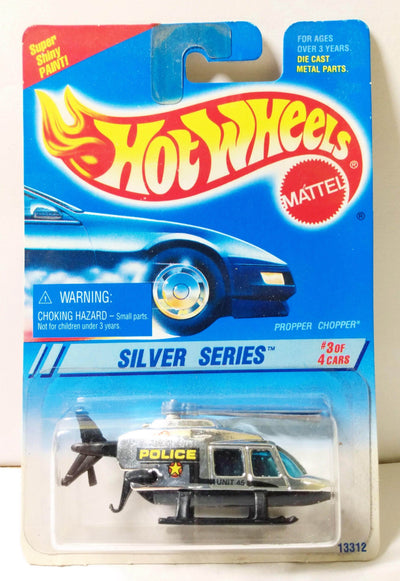 Super
Shiny
PAINT!
FOR AGES
OVER 3 YEARS
DIE CAST
METAL PARTS.
HOT WHEELS
®
MATTEL
®
⚠ WARNING:
CHOKING HAZARD – Small parts.
Not for children under 3 years.
PROPPER CHOPPER®
SILVER SERIES™
#3 OF
4 CARS
POLICE
UNIT 45
13312